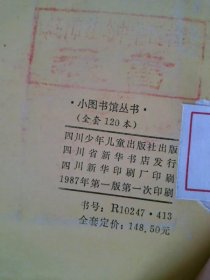 ·小图书馆丛书·
(全套120本)
四川少年儿童出版社出版
四川省新华书店发行
四川新华印刷厂印刷
1987年第一版第一次印刷
书号：R10247·413
全套定价：148.50元